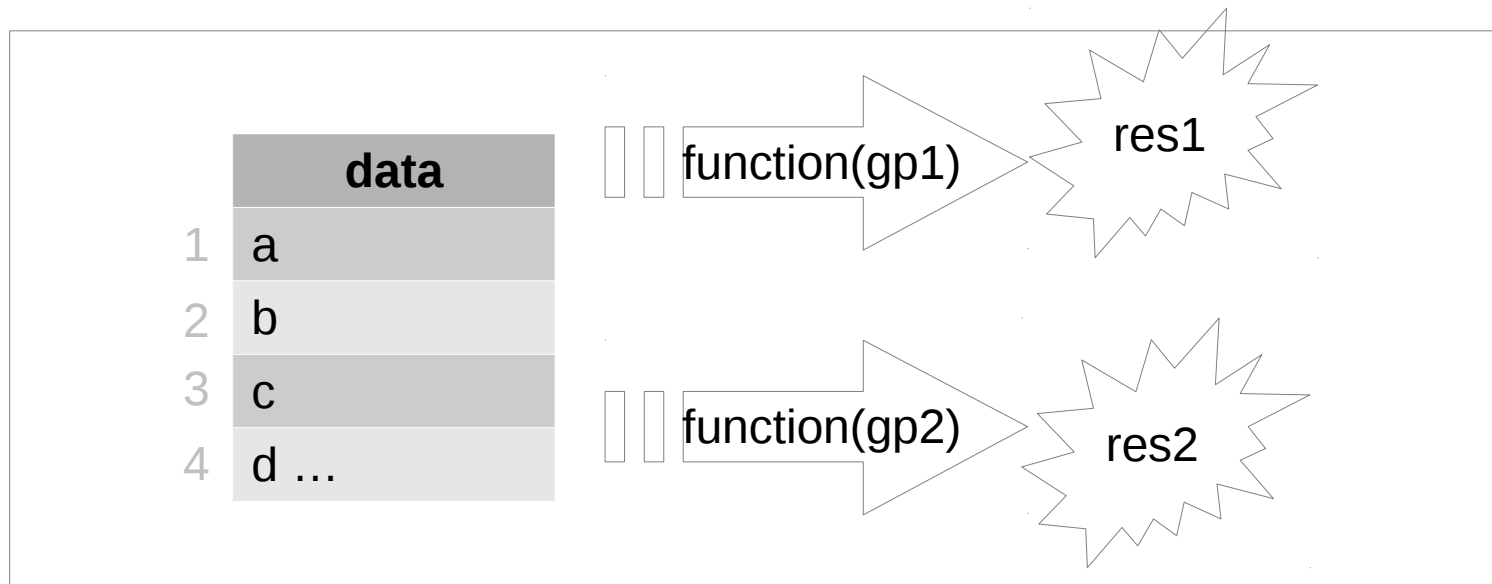 data
1 a
2 b
3 c
4 d …
function(gp1)
res1
function(gp2)
res2